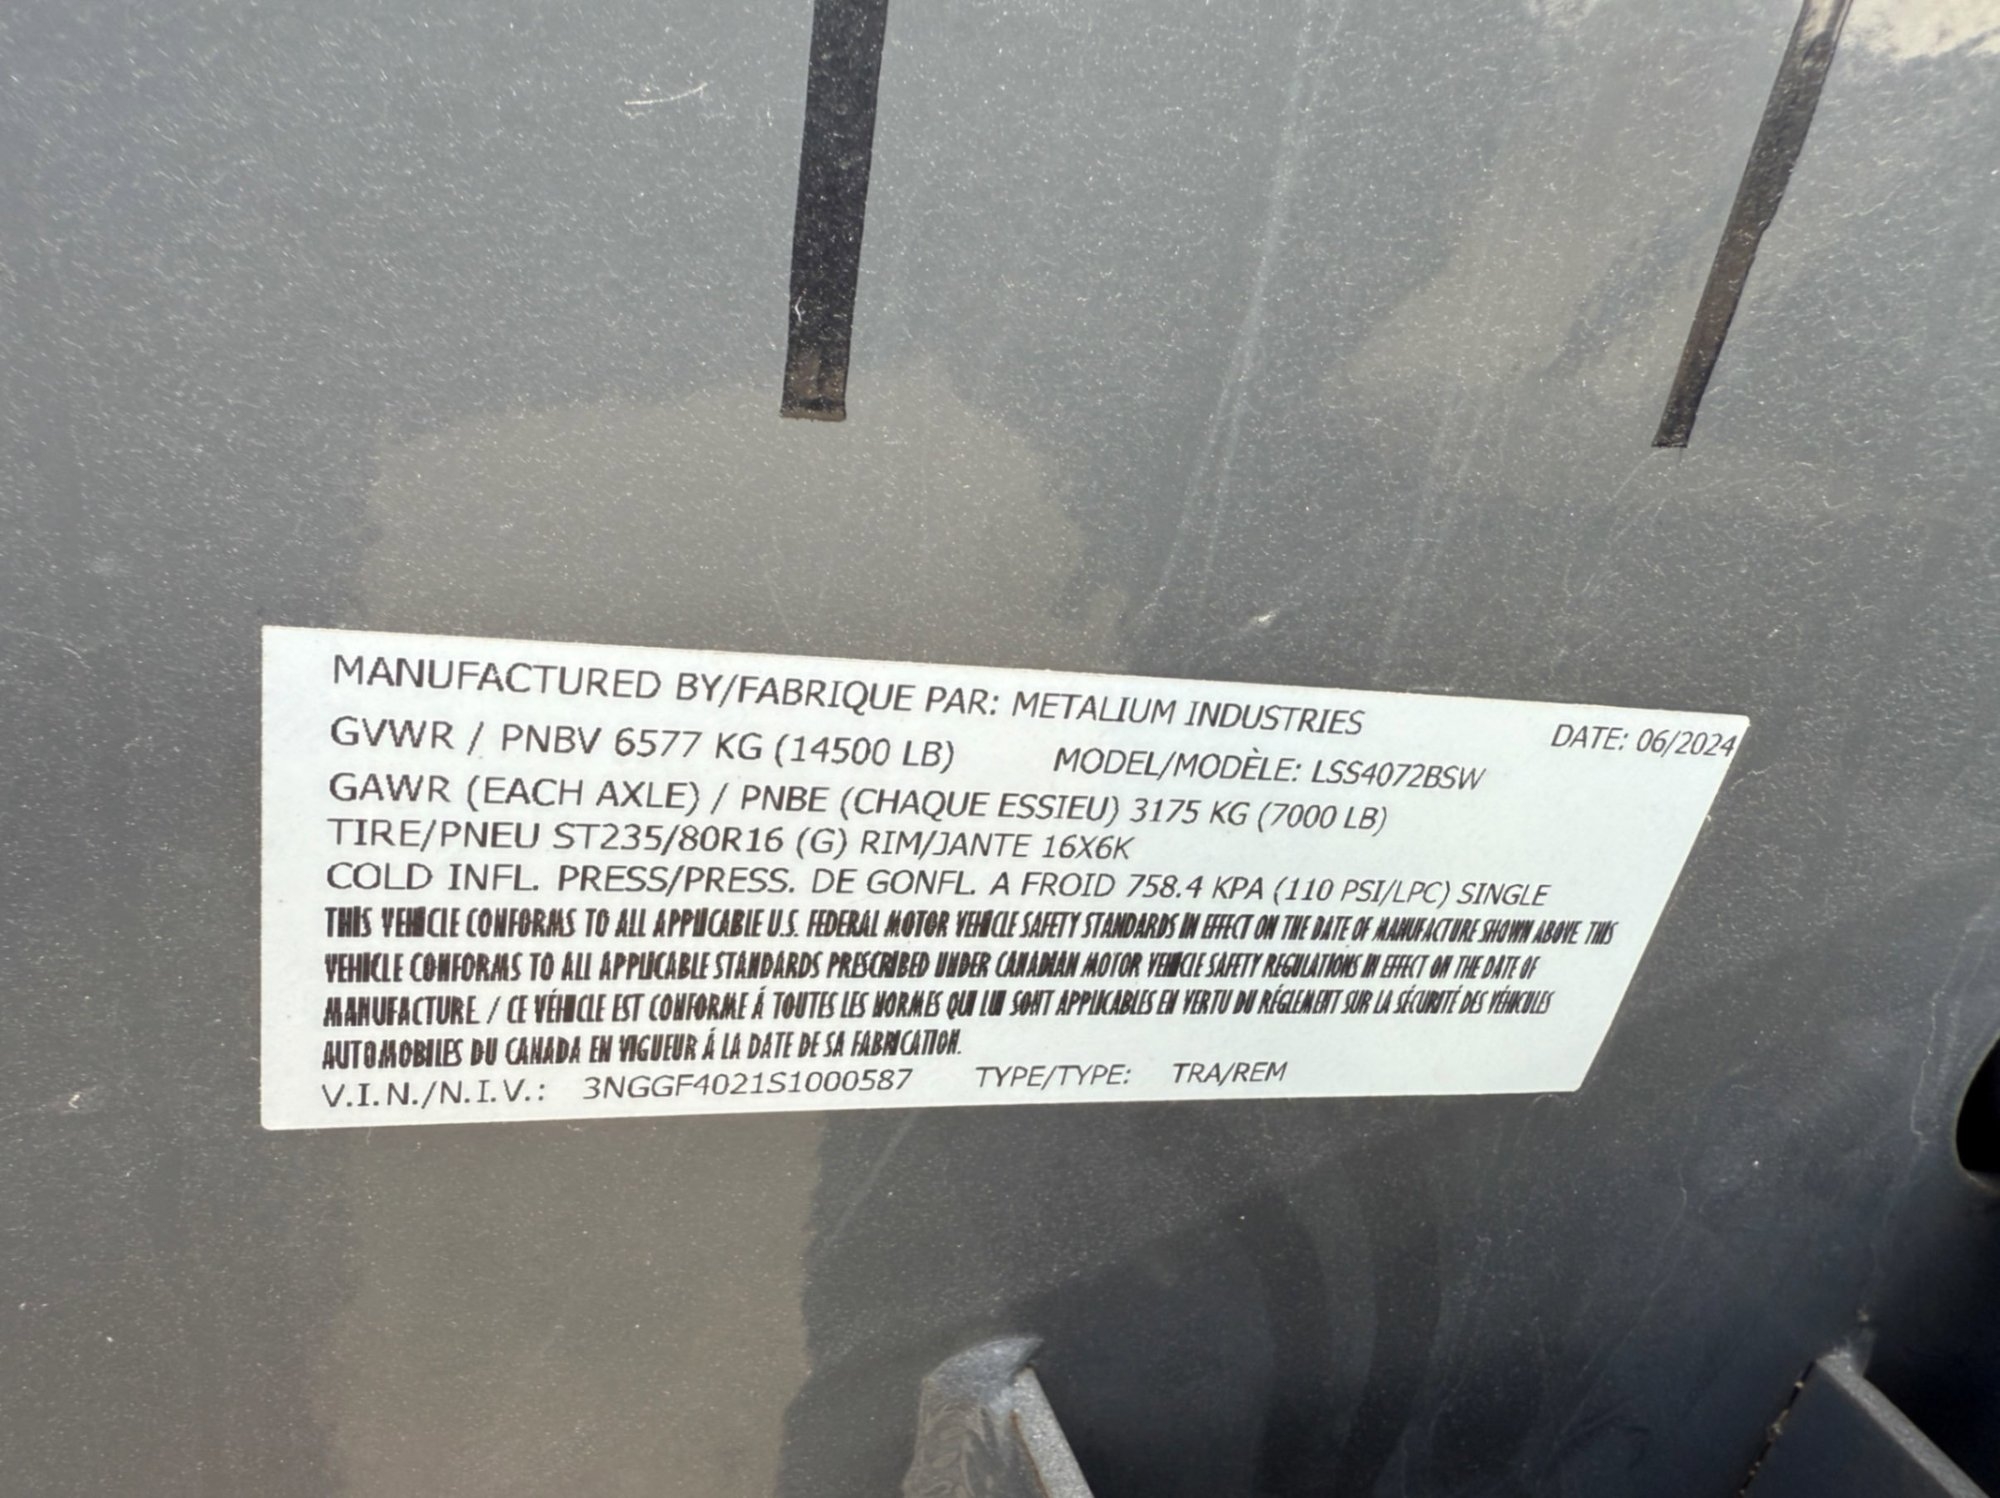 MANUFACTURED BY/FABRIQUE PAR: METALIUM INDUSTRIES DATE: 06/2024
GVWR / PNBV 6577 KG (14500 LB) MODEL/MODÈLE: LSS4072BSW
GAWR (EACH AXLE) / PNBE (CHAQUE ESSIEU) 3175 KG (7000 LB)
TIRE/PNEU ST235/80R16 (G) RIM/JANTE 16X6K
COLD INFL. PRESS/PRESS. DE GONFL. A FROID 758.4 KPA (110 PSI/LPC) SINGLE
THIS VEHICLE CONFORMS TO ALL APPLICABLE U.S. FEDERAL MOTOR VEHICLE SAFETY STANDARDS IN EFFECT ON THE DATE OF MANUFACTURE SHOWN ABOVE. THIS
VEHICLE CONFORMS TO ALL APPLICABLE STANDARDS PRESCRIBED UNDER CANADIAN MOTOR VEHICLE SAFETY REGULATIONS IN EFFECT ON THE DATE OF
MANUFACTURE. / CE VÉHICLE EST CONFORME Á TOUTES LES NORMES QUI LUI SONT APPLICABLES EN VERTU DU RÉGLEMENT SUR LA SÉCURITÉ DES VÉHICULES
AUTOMOBILES DU CANADA EN VIGUEUR Á LA DATE DE SA FABRICATION.
V.I.N./N.I.V.: 3NGGF4021S1000587 TYPE/TYPE: TRA/REM